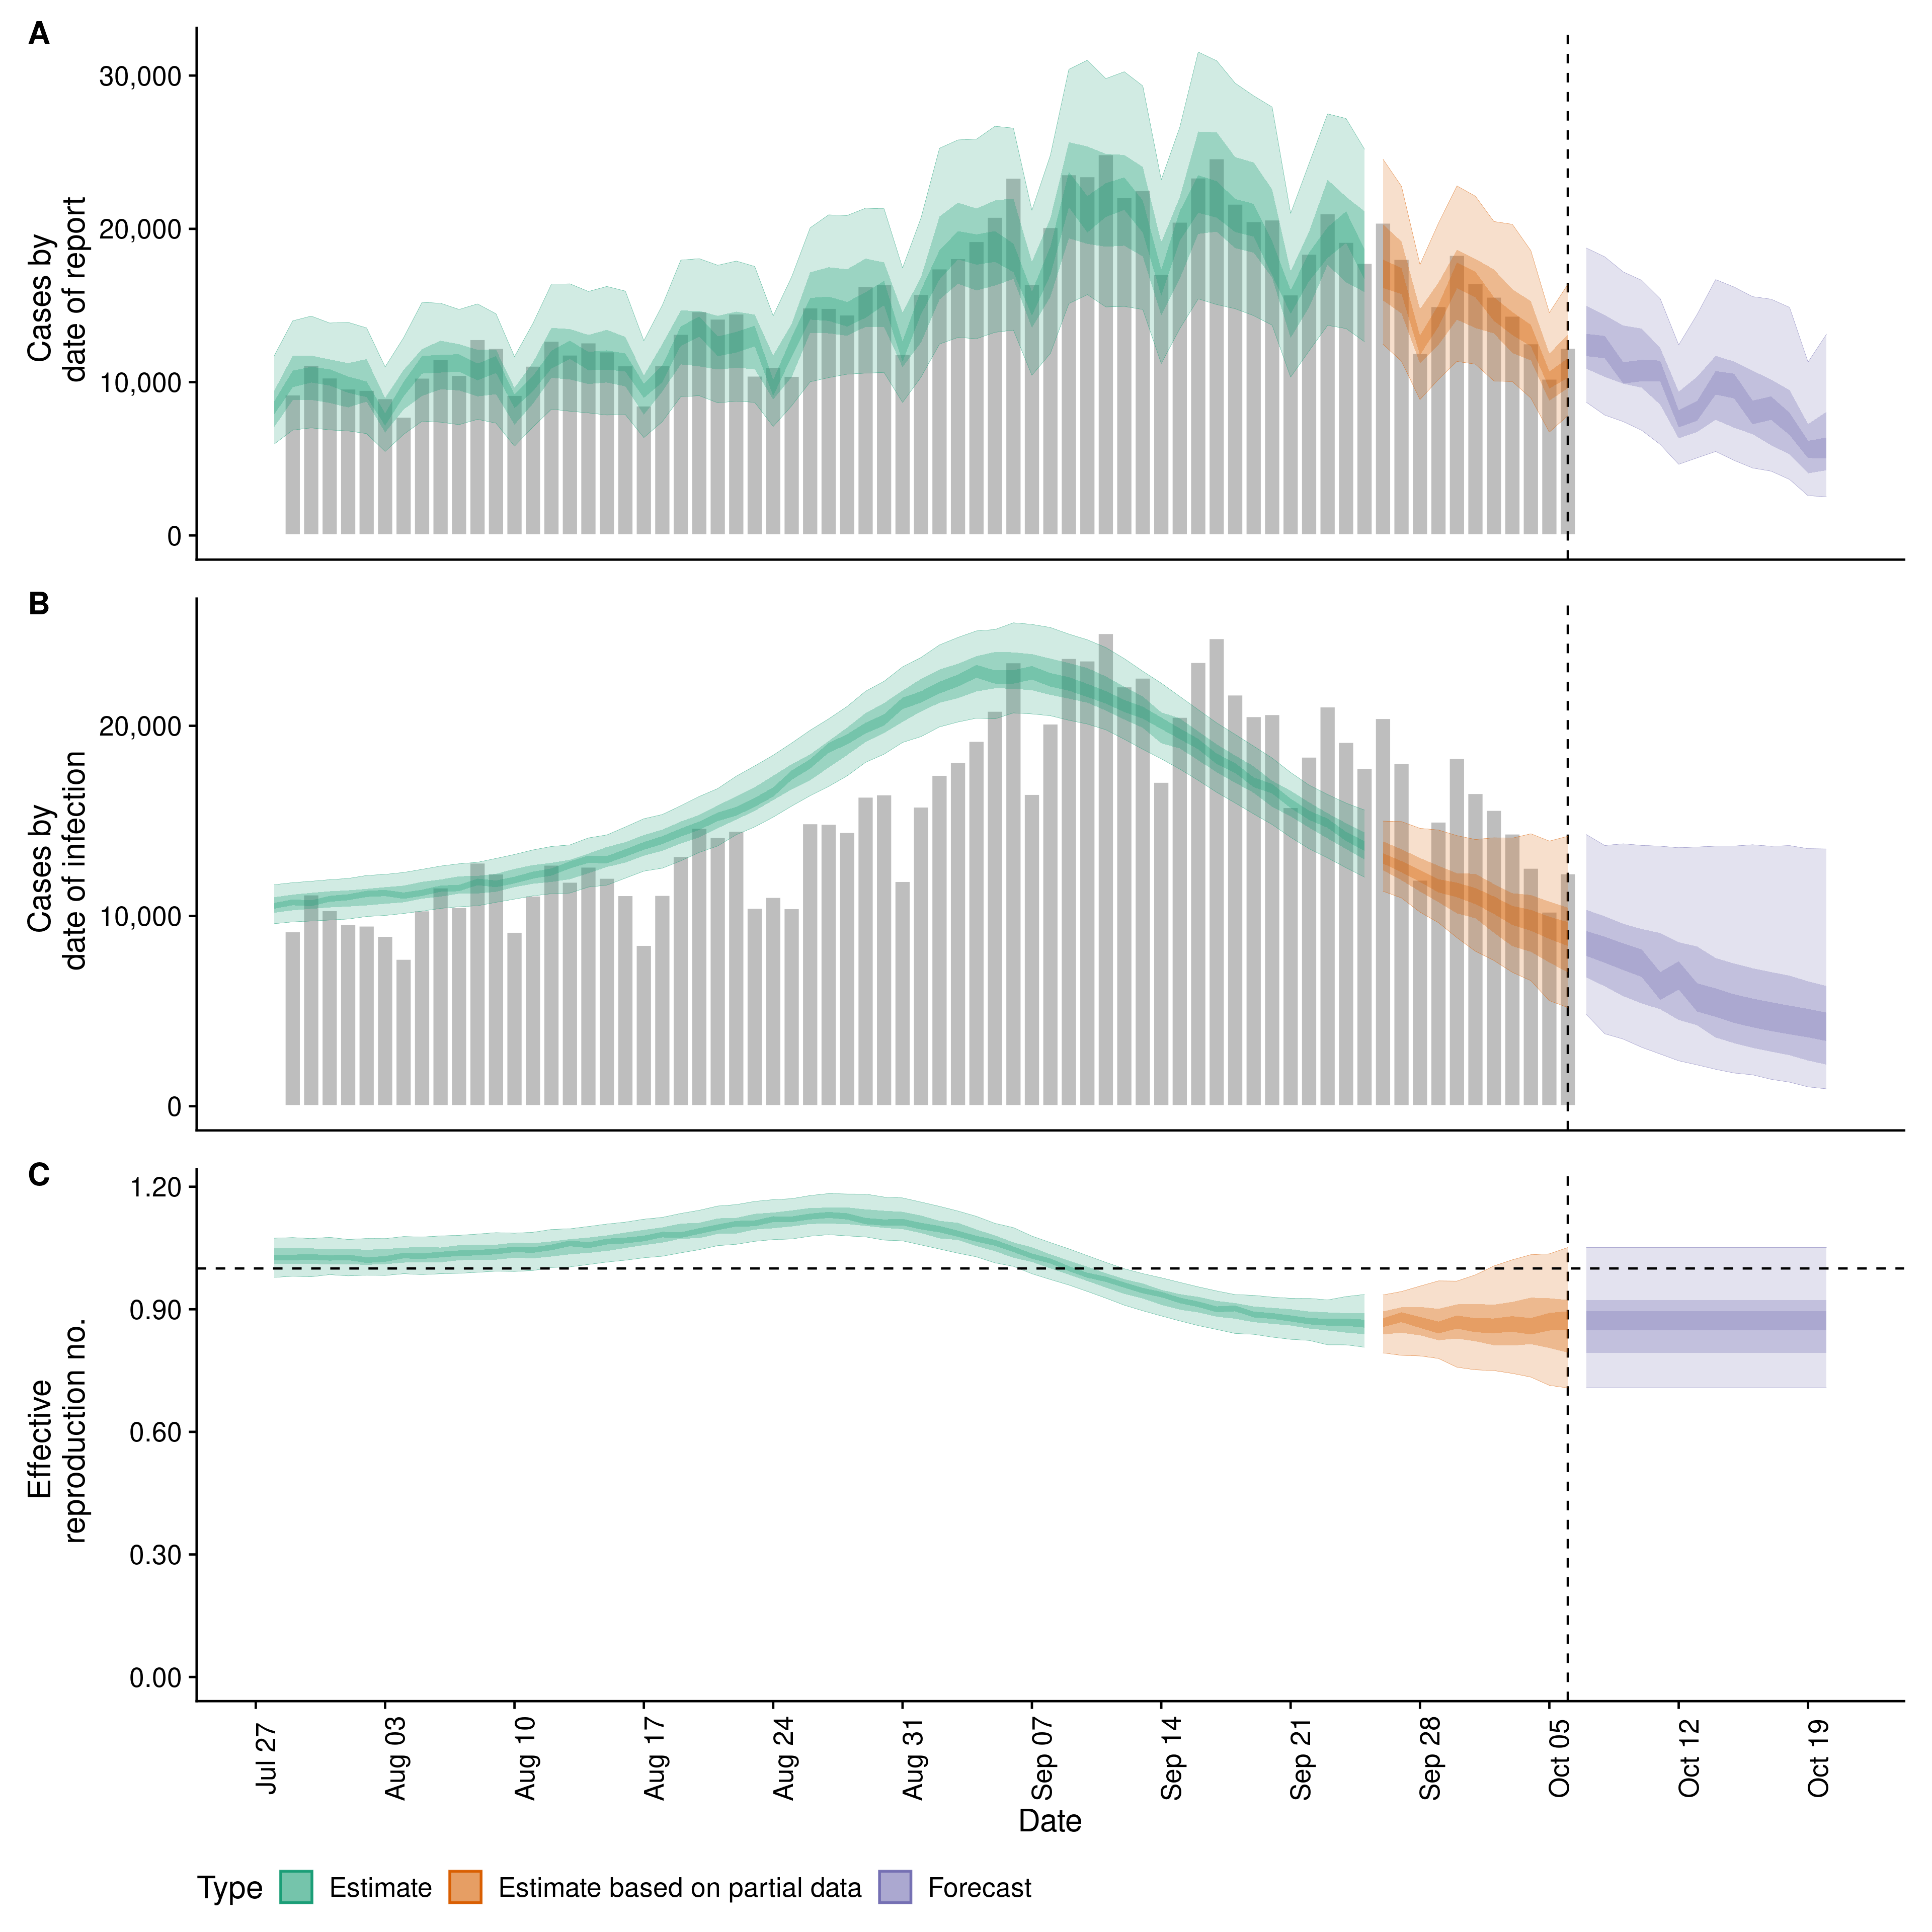 A
30,000
20,000
10,000
0
Cases by
date of report
B
20,000
10,000
0
Cases by
date of infection
C
1.20
0.90
0.60
0.30
0.00
Effective
reproduction no.
Jul 27
Aug 03
Aug 10
Aug 17
Aug 24
Aug 31
Sep 07
Sep 14
Sep 21
Sep 28
Oct 05
Oct 12
Oct 19
Date
Type Estimate Estimate based on partial data Forecast